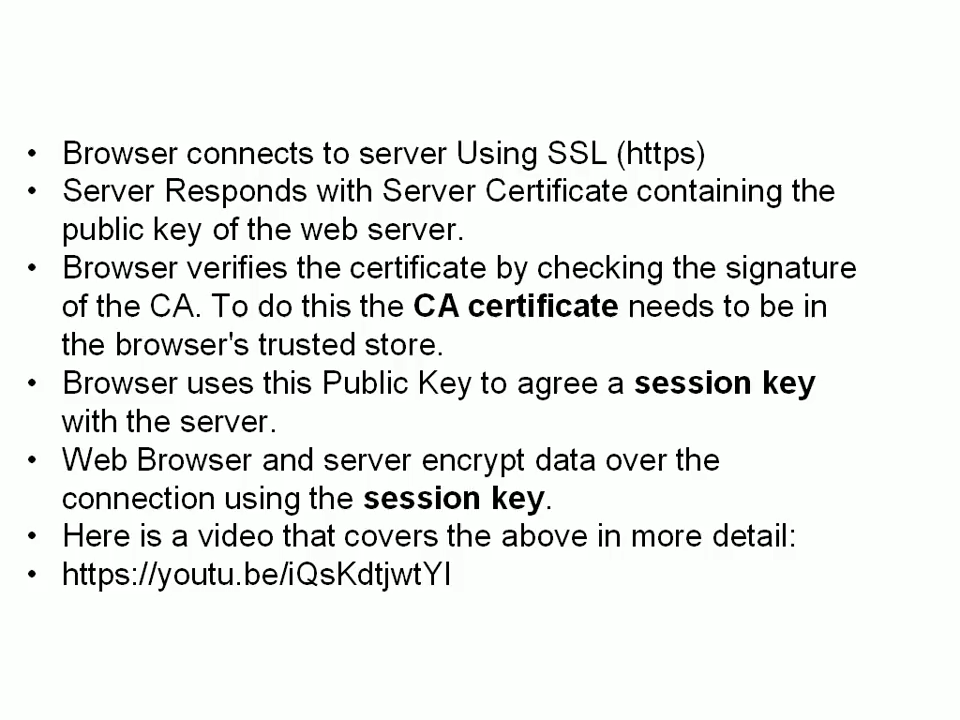 • Browser connects to server Using SSL (https)
• Server Responds with Server Certificate containing the
public key of the web server.
• Browser verifies the certificate by checking the signature
of the CA. To do this the CA certificate needs to be in
the browser's trusted store.
• Browser uses this Public Key to agree a session key
with the server.
• Web Browser and server encrypt data over the
connection using the session key.
• Here is a video that covers the above in more detail:
• https://youtu.be/iQsKdtjwtYI